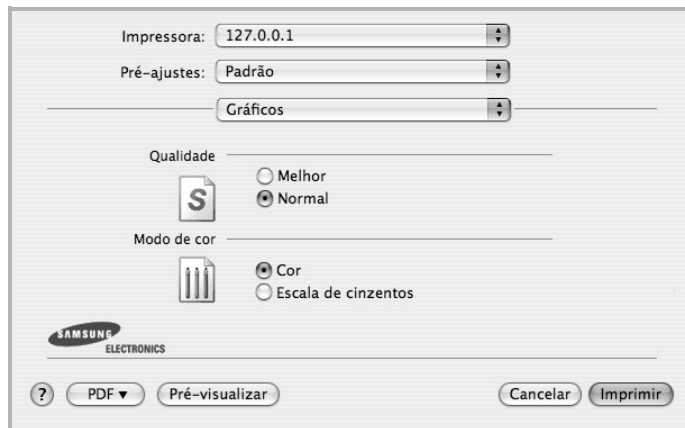 Impressora: 127.0.0.1
Pré-ajustes: Padrão
Gráficos
Qualidade
Melhor
S
Normal
Modo de cor
Cor
Escala de cinzentos
SAMSUNG
ELECTRONICS
? PDF Pré-visualizar Cancelar Imprimir